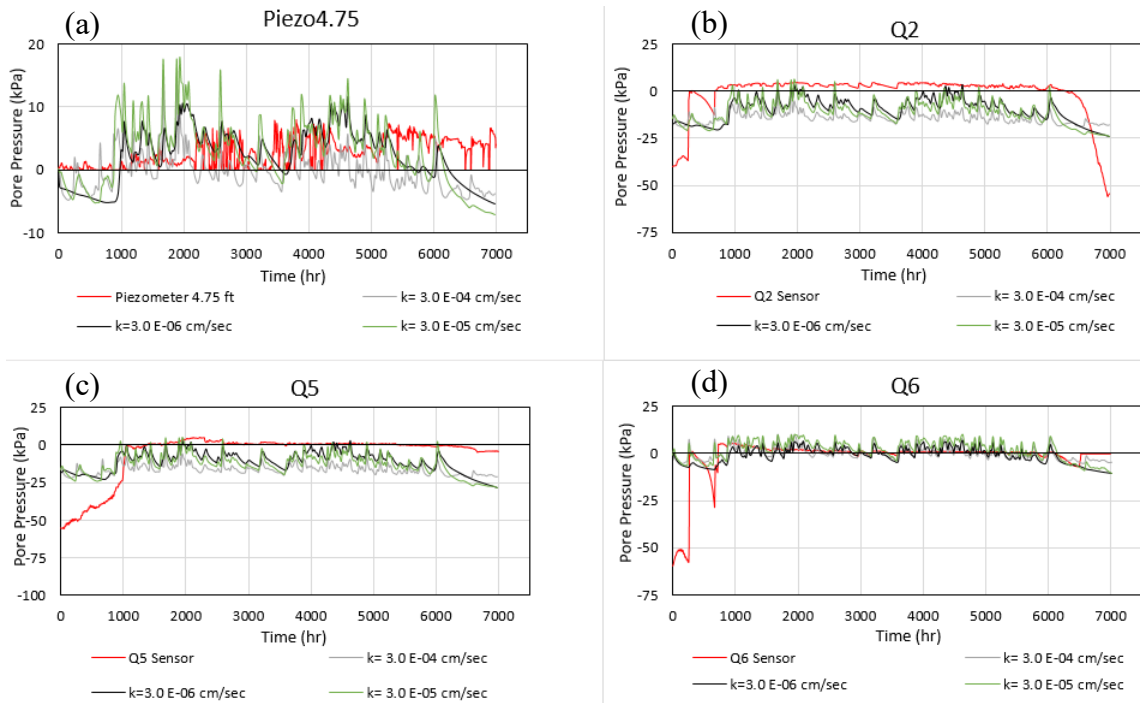 (a)
Piezo4.75
Pore Pressure (kPa)
20
10
0
-10
0 1000 2000 3000 4000 5000 6000 7000
Time (hr)
Piezometer 4.75 ft
k= 3.0 E-04 cm/sec
k=3.0 E-06 cm/sec
k= 3.0 E-05 cm/sec
(b)
Q2
Pore Pressure (kPa)
25
0
-25
-50
-75
0 1000 2000 3000 4000 5000 6000 7000
Time (hr)
Q2 Sensor
k= 3.0 E-04 cm/sec
k=3.0 E-06 cm/sec
k= 3.0 E-05 cm/sec
(c)
Q5
Pore Pressure (kPa)
25
0
-25
-50
-75
-100
0 1000 2000 3000 4000 5000 6000 7000
Time (hr)
Q5 Sensor
k= 3.0 E-04 cm/sec
k=3.0 E-06 cm/sec
k= 3.0 E-05 cm/sec
(d)
Q6
Pore Pressure (kPa)
25
0
-25
-50
-75
0 1000 2000 3000 4000 5000 6000 7000
Time (hr)
Q6 Sensor
k= 3.0 E-04 cm/sec
k=3.0 E-06 cm/sec
k= 3.0 E-05 cm/sec